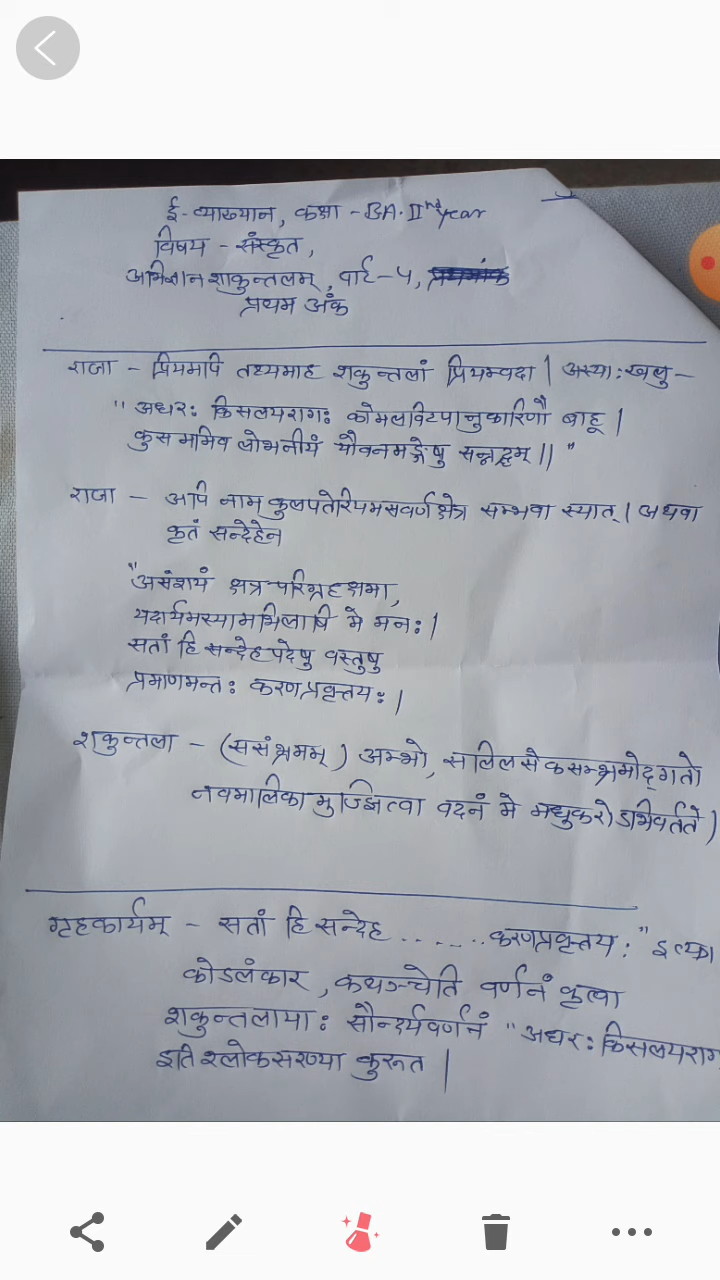 ई-व्याख्यान, कक्षा - BA. IInd year
विषय - संस्कृत,
अभिज्ञानशाकुन्तलम्, पार्ट-5,
प्रथम अंक
राजा - प्रियमपि तथ्यमाह शकुन्तलां प्रियम्वदा | अस्याः खलु -
"अधरः किसलयरागः कोमलविटपानुकारिणौ बाहू |
कुसममिव लोभनीयं यौवनमङ्गेषु सन्नद्धम् || "
राजा - अपि नाम कुलपतेरियमसवर्णक्षेत्र सम्भवा स्यात् | अथवा
कृतं सन्देहेन
"असंशयं क्षत्रपरिग्रहक्षमा,
यदार्यमस्यामभिलाषि मे मनः |
सतां हि सन्देहपदेषु वस्तुषु
प्रमाणमन्तः करणप्रवृत्तयः |
शकुन्तला - (ससंभ्रमम्) अम्भो, सलिलसेकसम्भ्रमोद्गतो
नवमालिकामुज्झित्वा वदनं मे मधुकरोऽभिवर्तते |
गृहकार्यम् - सतां हि सन्देह ...... करणप्रवृत्तयः" इत्यत्र
कोऽलंकार, कथञ्चेति वर्णनं कृत्वा
शकुन्तलायाः सौन्दर्यवर्णनं "अधरः किसलयराग
इति श्लोकसरण्या कुरूत |